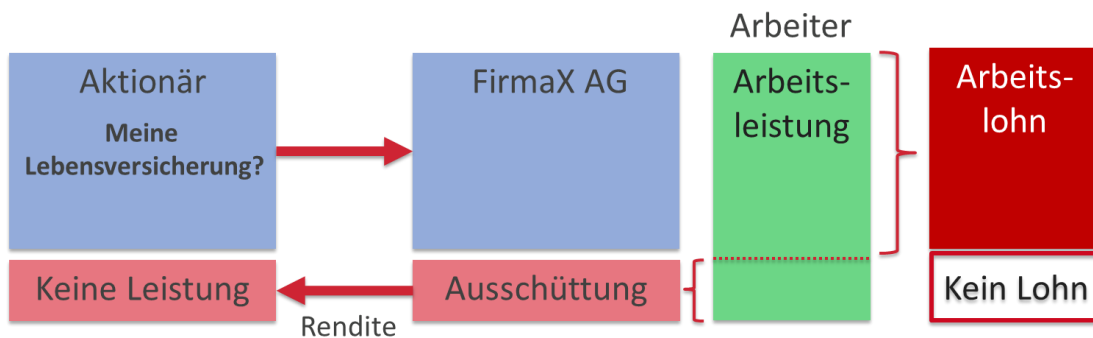 Arbeiter
Aktionär
Meine
Lebensversicherung?
FirmaX AG
Arbeits-
leistung
Arbeits-
lohn
Keine Leistung
Ausschüttung
Kein Lohn
Rendite